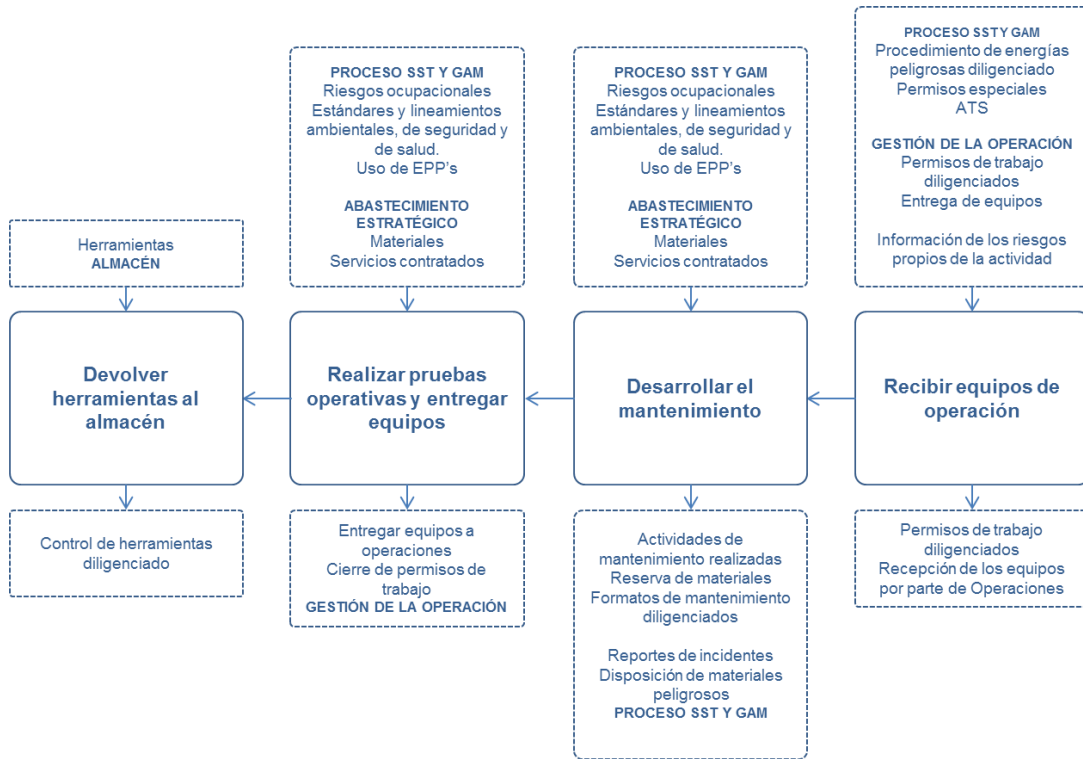 Herramientas
ALMACÉN
Devolver
herramientas al
almacén
Control de herramientas
diligenciado
PROCESO SST Y GAM
Riesgos ocupacionales
Estándares y lineamientos
ambientales, de seguridad y
de salud.
Uso de EPP's
ABASTECIMIENTO
ESTRATÉGICO
Materiales
Servicios contratados
Realizar pruebas
operativas y entregar
equipos
Entregar equipos a
operaciones
Cierre de permisos de
trabajo
GESTIÓN DE LA OPERACIÓN
PROCESO SST Y GAM
Riesgos ocupacionales
Estándares y lineamientos
ambientales, de seguridad y
de salud.
Uso de EPP's
ABASTECIMIENTO
ESTRATÉGICO
Materiales
Servicios contratados
Desarrollar el
mantenimiento
Actividades de
mantenimiento realizadas
Reserva de materiales
Formatos de mantenimiento
diligenciados
Reportes de incidentes
Disposición de materiales
peligrosos
PROCESO SST Y GAM
PROCESO SST Y GAM
Procedimiento de energías
peligrosas diligenciado
Permisos especiales
ATS
GESTIÓN DE LA OPERACIÓN
Permisos de trabajo
diligenciados
Entrega de equipos
Información de los riesgos
propios de la actividad
Recibir equipos de
operación
Permisos de trabajo
diligenciados
Recepción de los equipos
por parte de Operaciones